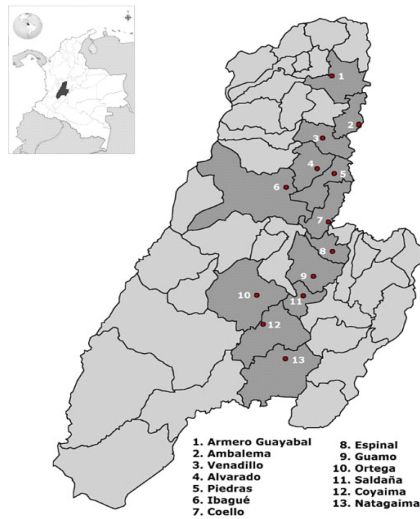 1
2
3
4
5
6
7
8
9
10
11
12
13
1. Armero Guayabal
2. Ambalema
3. Venadillo
4. Alvarado
5. Piedras
6. Ibagué
7. Coello
8. Espinal
9. Guamo
10. Ortega
11. Saldaña
12. Coyaima
13. Natagaima